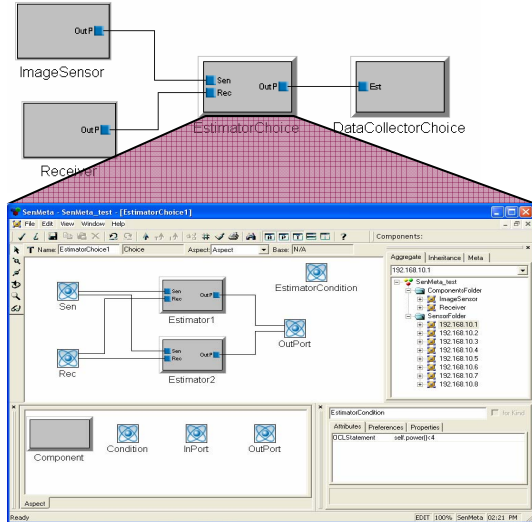 OutP
ImageSensor
Sen
Rec
OutP
Est
OutP
EstimatorChoice
DataCollectorChoice
Receiver
SenMeta - SenMeta_test - [EstimatorChoice1]
File Edit View Window Help
Components:
Name: EstimatorChoice1 Choice Aspect: Aspect Base: N/A
Aggregate Inheritance Meta
192.168.10.1
SenMeta_test
ComponentsFolder
ImageSensor
Receiver
SensorFolder
192.168.10.1
192.168.10.2
192.168.10.3
192.168.10.4
192.168.10.5
192.168.10.6
192.168.10.7
192.168.10.8
Sen
Sen
Rec
OutP
Estimator1
EstimatorCondition
OutPort
Rec
Sen
Rec
OutP
Estimator2
Component
Condition
InPort
OutPort
Aspect
EstimatorCondition
for Kind
Attributes Preferences Properties
OCLStatement self.power()<4
Ready
EDIT 100% SenMeta 02:21 PM